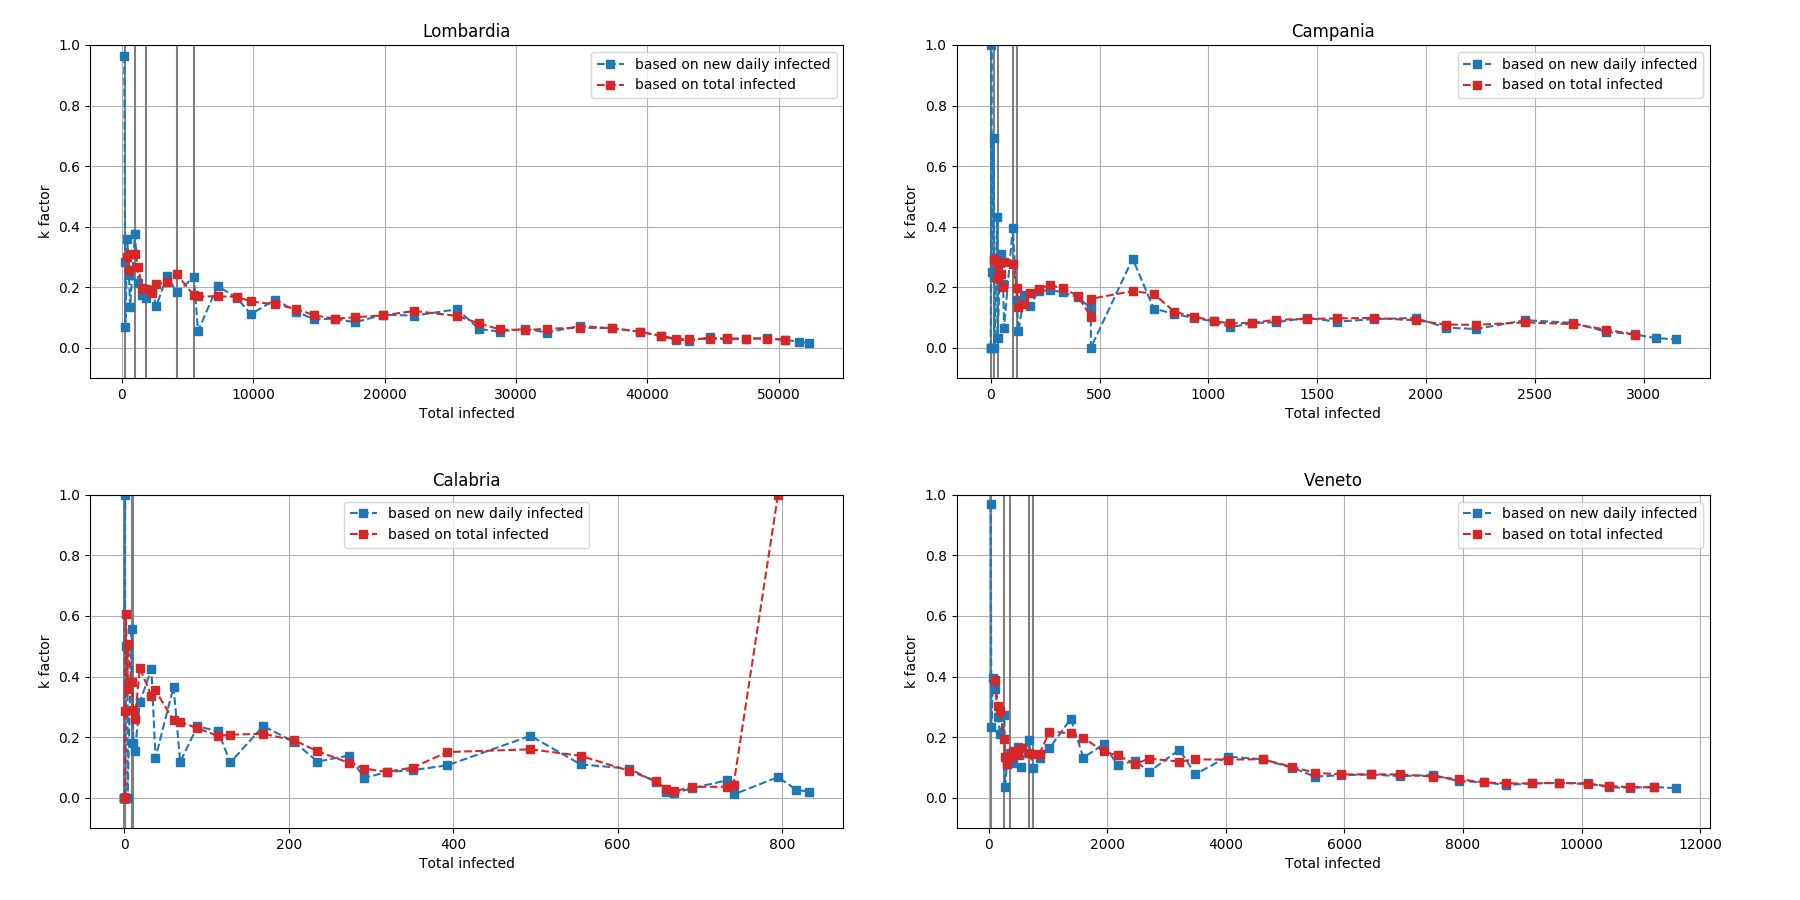 Lombardia
1.0
0.8
0.6
0.4
0.2
0.0
k factor
based on new daily infected
based on total infected
0 10000 20000 30000 40000 50000
Total infected
Campania
1.0
0.8
0.6
0.4
0.2
0.0
k factor
based on new daily infected
based on total infected
0 500 1000 1500 2000 2500 3000
Total infected
Calabria
1.0
0.8
0.6
0.4
0.2
0.0
k factor
based on new daily infected
based on total infected
0 200 400 600 800
Total infected
Veneto
1.0
0.8
0.6
0.4
0.2
0.0
k factor
based on new daily infected
based on total infected
0 2000 4000 6000 8000 10000 12000
Total infected